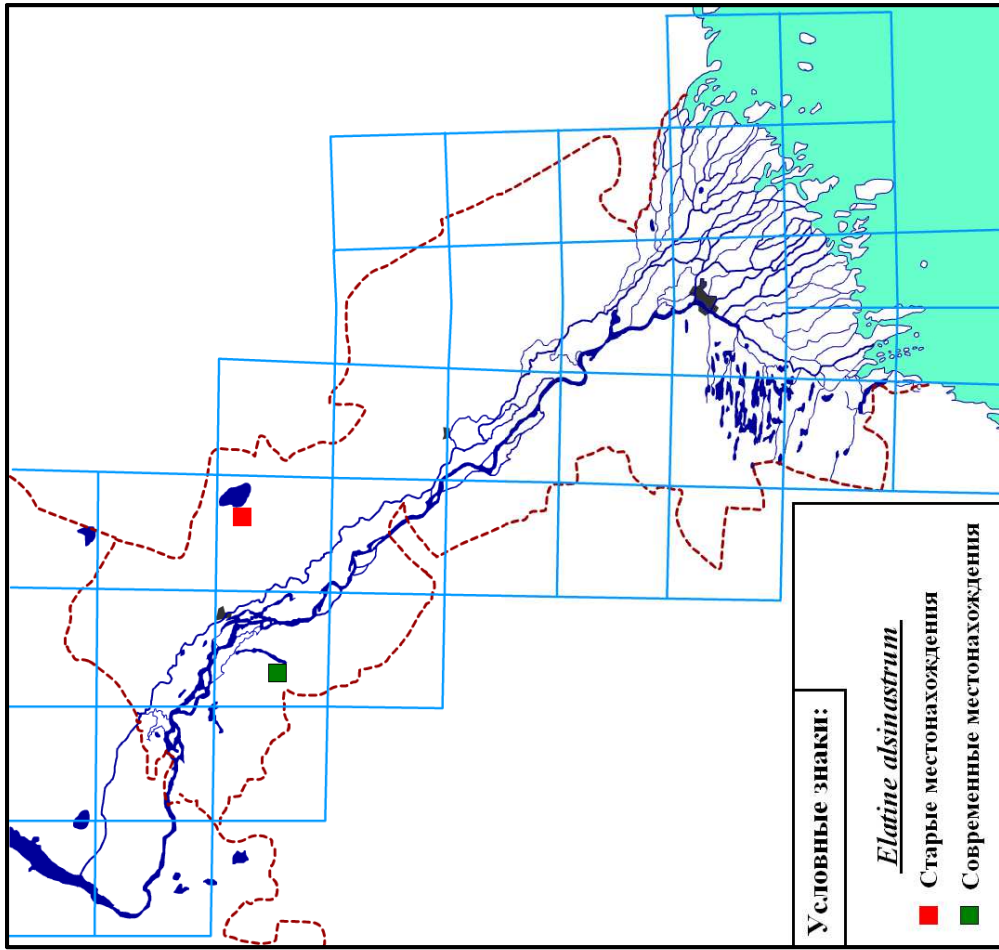 Условные знаки:
Elatine alsinastrum
Старые местонахождения
Современные местонахождения